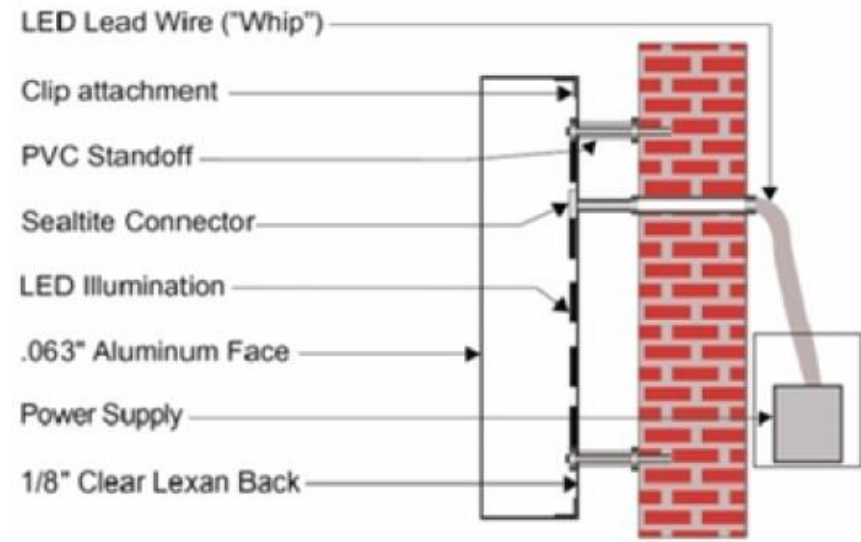 LED Lead Wire ("Whip")
Clip attachment
PVC Standoff
Sealtite Connector
LED Illumination
.063" Aluminum Face
Power Supply
1/8" Clear Lexan Back